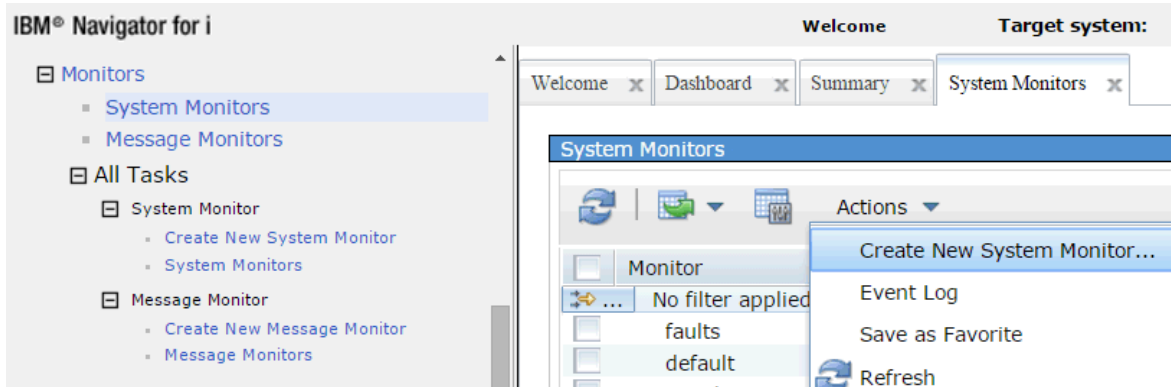 IBM® Navigator for i
Welcome
Target system:
Monitors
System Monitors
Message Monitors
All Tasks
System Monitor
Create New System Monitor
System Monitors
Message Monitor
Create New Message Monitor
Message Monitors
Welcome x Dashboard x Summary x System Monitors x
System Monitors
Actions
Create New System Monitor...
Event Log
Save as Favorite
Refresh
Monitor
... No filter applied
faults
default